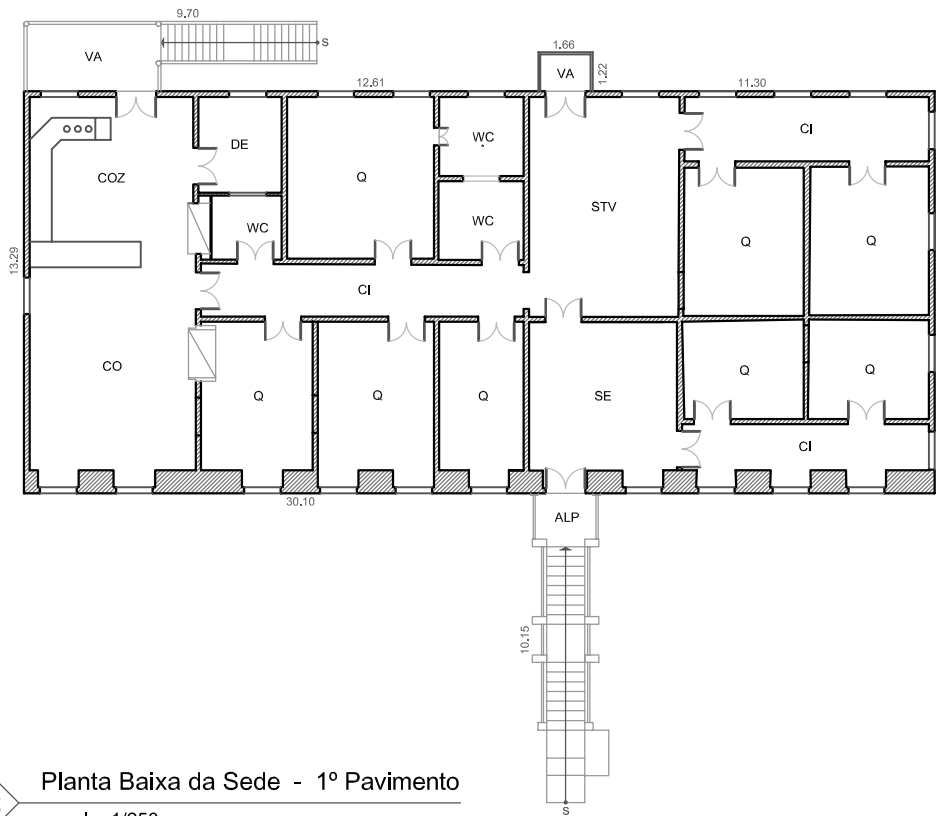 9.70
S
VA
1.66
VA
1.22
12.61
11.30
DE
WC
CI
COZ
Q
STV
WC
WC
Q
Q
13.29
CI
CO
Q
Q
Q
SE
Q
Q
CI
30.10
ALP
10.15
S
Planta Baixa da Sede - 1º Pavimento